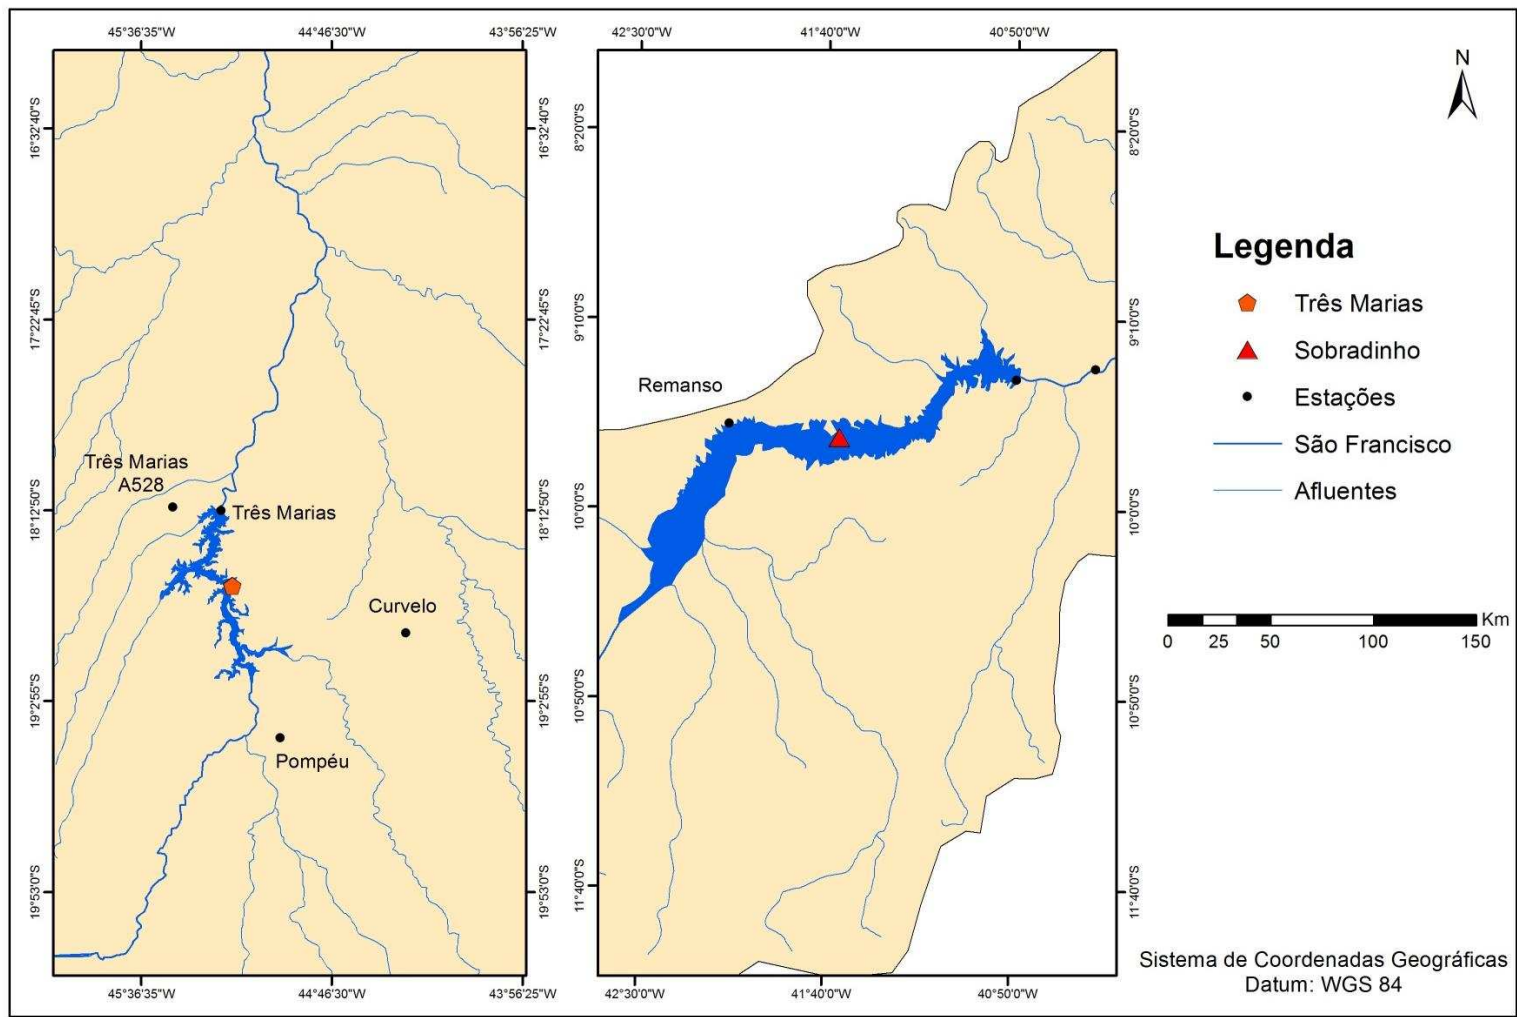 45°36'35"W
44°46'30"W
43°56'25"W
42°30'0"W
41°40'0"W
40°50'0"W
N
16°32'40"S
16°32'40"S
8°20'0"S
8°20'0"S
Legenda
Três Marias
Sobradinho
Estações
São Francisco
Afluentes
17°22'45"S
17°22'45"S
9°10'0"S
9°10'0"S
Remanso
Três Marias
A528
Três Marias
18°12'50"S
18°12'50"S
10°0'0"S
10°0'0"S
Curvelo
Km
0 25 50 100 150
19°2'55"S
19°2'55"S
10°50'0"S
10°50'0"S
Pompéu
19°53'0"S
19°53'0"S
11°40'0"S
11°40'0"S
Sistema de Coordenadas Geográficas
Datum: WGS 84
45°36'35"W
44°46'30"W
43°56'25"W
42°30'0"W
41°40'0"W
40°50'0"W